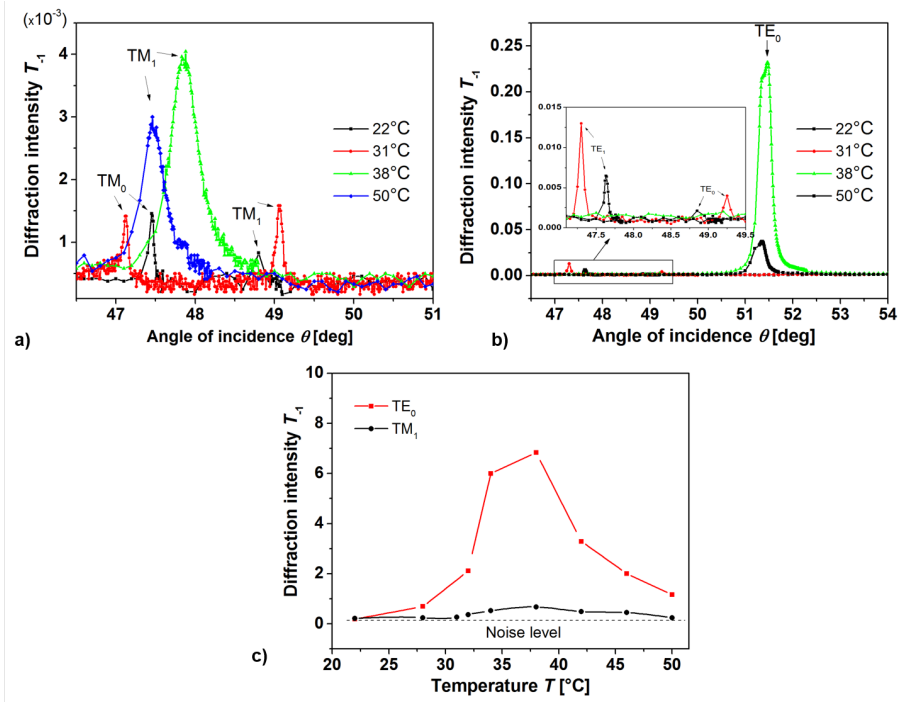 (x10⁻³)
Diffraction intensity T₋₁
4
3
2
1
TM₁
TM₀
TM₁
22°C
31°C
38°C
50°C
47 48 49 50 51
Angle of incidence θ [deg]
a)
Diffraction intensity T₋₁
0.25
0.20
0.15
0.10
0.05
0.00
TE₀
22°C
31°C
38°C
50°C
0.015
0.010
0.005
0.000
TE₁
TE₀
47.5 48.0 48.5 49.0 49.5
47 48 49 50 51 52 53 54
Angle of incidence θ [deg]
b)
Diffraction intensity T₋₁
10
8
6
4
2
0
TE₀
TM₁
Noise level
20 25 30 35 40 45 50
Temperature T [°C]
c)